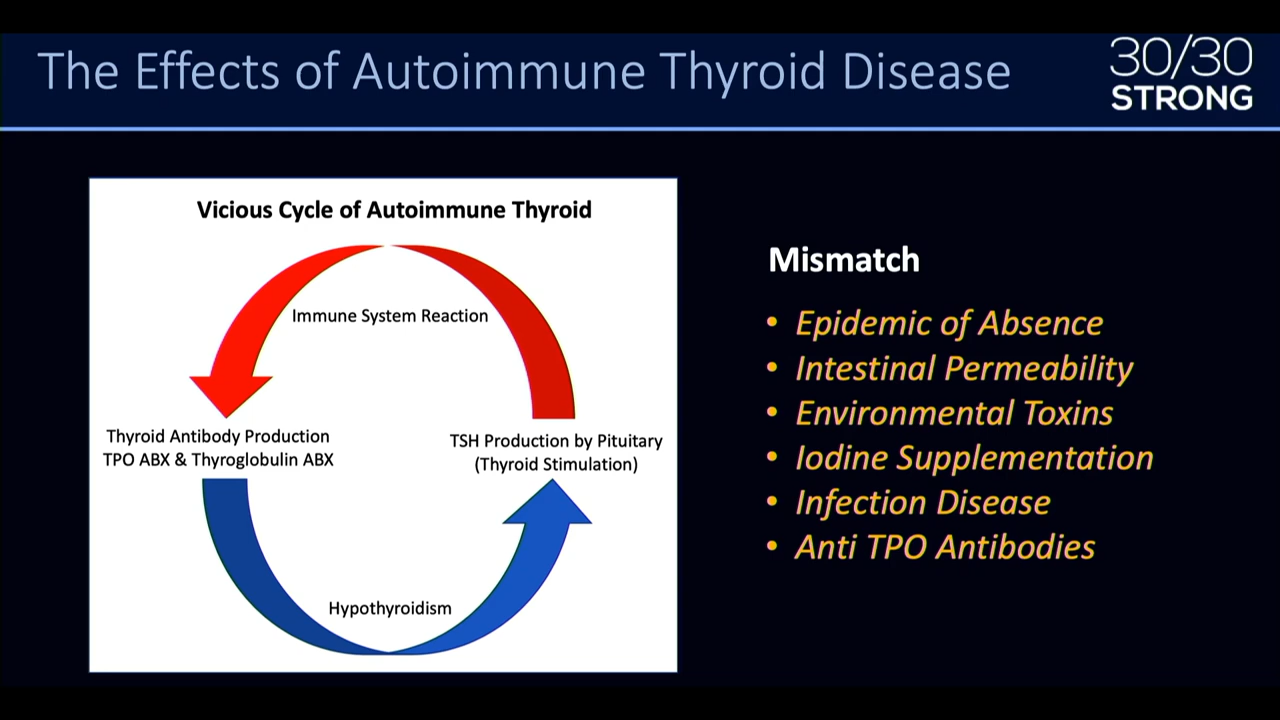 The Effects of Autoimmune Thyroid Disease
30/30
STRONG
Vicious Cycle of Autoimmune Thyroid
Immune System Reaction
Thyroid Antibody Production
TPO ABX & Thyroglobulin ABX
TSH Production by Pituitary
(Thyroid Stimulation)
Hypothyroidism
Mismatch
• Epidemic of Absence
• Intestinal Permeability
• Environmental Toxins
• Iodine Supplementation
• Infection Disease
• Anti TPO Antibodies